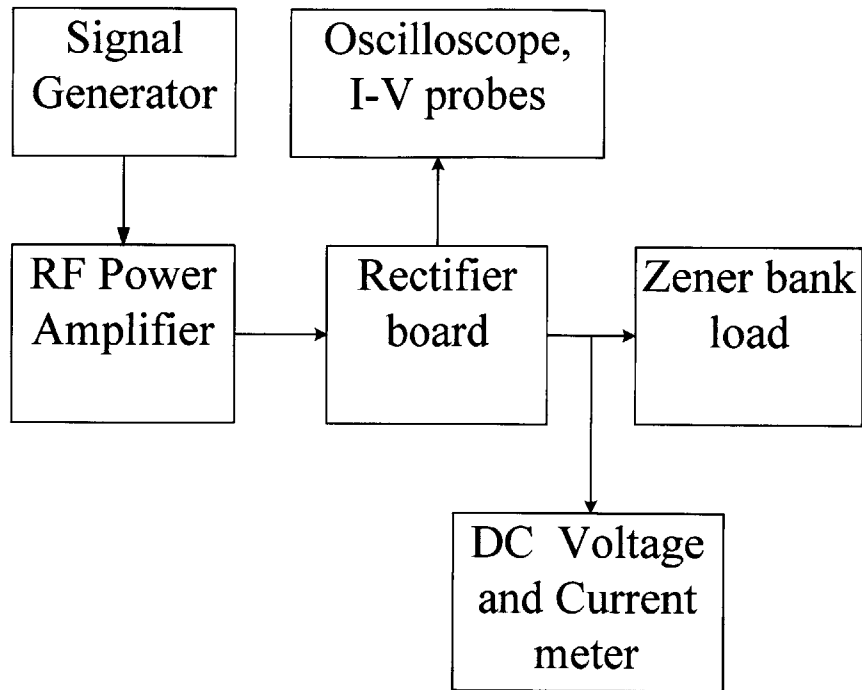 Signal
Generator
Oscilloscope,
I-V probes
RF Power
Amplifier
Rectifier
board
Zener bank
load
DC Voltage
and Current
meter